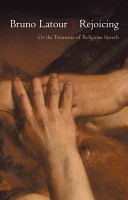 Bruno Latour | Rejoicing
Or the Torments of Religious Speech